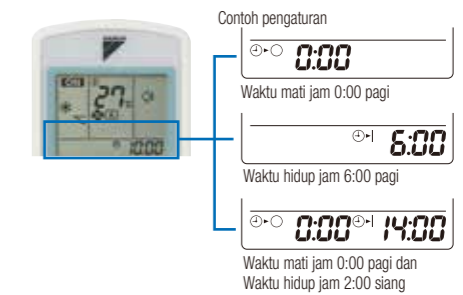 Contoh pengaturan
0:00
Waktu mati jam 0:00 pagi
6:00
Waktu hidup jam 6:00 pagi
0:00 14:00
Waktu mati jam 0:00 pagi dan
Waktu hidup jam 2:00 siang
27